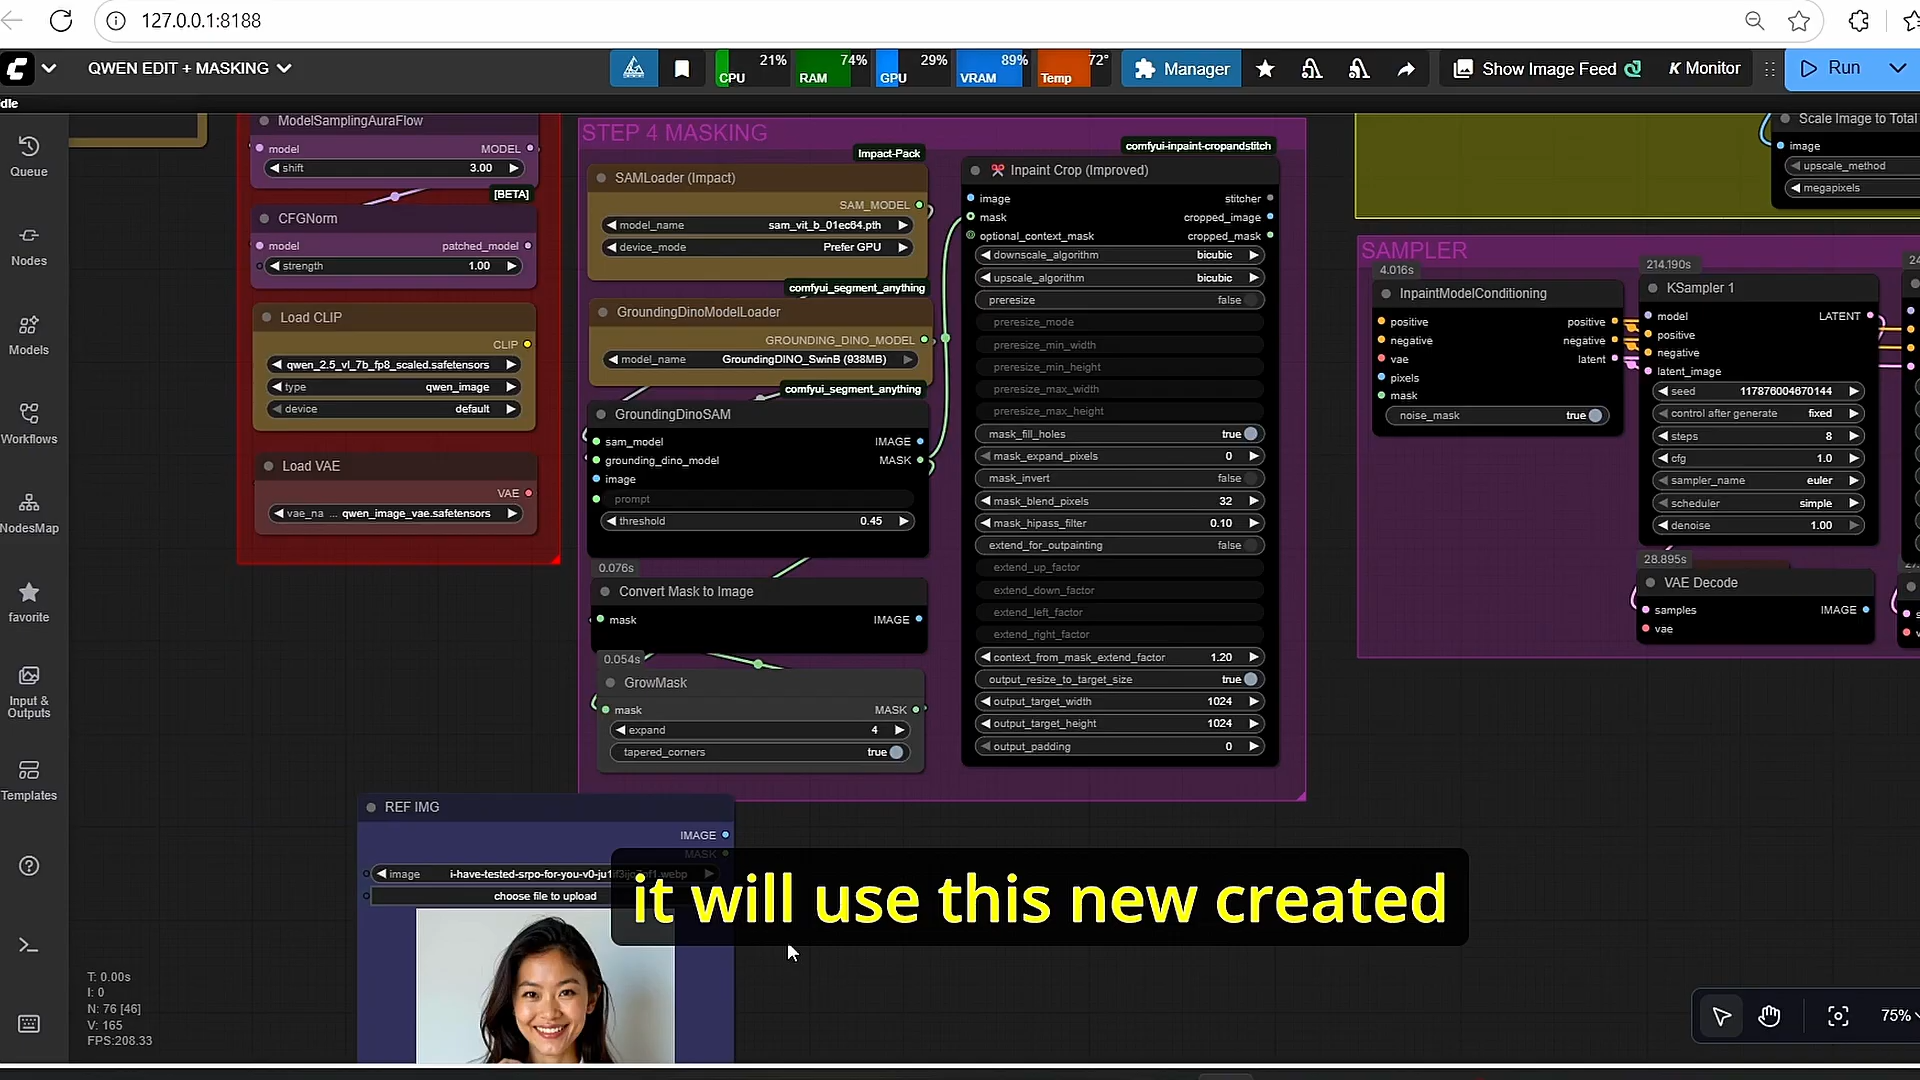 127.0.0.1:8188
QWEN EDIT + MASKING
21%
CPU
74%
RAM
29%
GPU
89%
VRAM
72°
Temp
Manager
Show Image Feed
K Monitor
Run
dle
Queue
Nodes
Models
Workflows
NodesMap
favorite
Input &
Outputs
Templates
T: 0.00s
I: 0
N: 76 [46]
V: 165
FPS:208.33
ModelSamplingAuraFlow
model MODEL
shift 3.00
[BETA]
CFGNorm
model patched_model
strength 1.00
Load CLIP
CLIP
qwen_2.5_vl_7b_fp8_scaled.safetensors
type qwen_image
device default
Load VAE
VAE
vae_na ... qwen_image_vae.safetensors
STEP 4 MASKING
Impact-Pack
SAMLoader (Impact)
SAM_MODEL
model_name sam_vit_b_01ec64.pth
device_mode Prefer GPU
comfyui_segment_anything
GroundingDinoModelLoader
GROUNDING_DINO_MODEL
model_name GroundingDINO_SwinB (938MB)
comfyui_segment_anything
GroundingDinoSAM
sam_model IMAGE
grounding_dino_model MASK
image
prompt
threshold 0.45
0.076s
Convert Mask to Image
mask IMAGE
0.054s
GrowMask
mask MASK
expand 4
tapered_corners true
comfyui-inpaint-cropandstitch
Inpaint Crop (Improved)
image stitcher
mask cropped_image
optional_context_mask cropped_mask
downscale_algorithm bicubic
upscale_algorithm bicubic
preresize false
preresize_mode
preresize_min_width
preresize_min_height
preresize_max_width
preresize_max_height
mask_fill_holes true
mask_expand_pixels 0
mask_invert false
mask_blend_pixels 32
mask_hipass_filter 0.10
extend_for_outpainting false
extend_up_factor
extend_down_factor
extend_left_factor
extend_right_factor
context_from_mask_extend_factor 1.20
output_resize_to_target_size true
output_target_width 1024
output_target_height 1024
output_padding 0
Scale Image to Total
image
upscale_method
megapixels
SAMPLER
4.016s
InpaintModelConditioning
positive positive
negative negative
vae latent
pixels
mask
noise_mask true
214.190s
KSampler 1
model LATENT
positive
negative
latent_image
seed 117876004670144
control after generate fixed
steps 8
cfg 1.0
sampler_name euler
scheduler simple
denoise 1.00
28.895s
VAE Decode
samples IMAGE
vae
REF IMG
IMAGE
MASK
image
choose file to upload
it will use this new created
75%